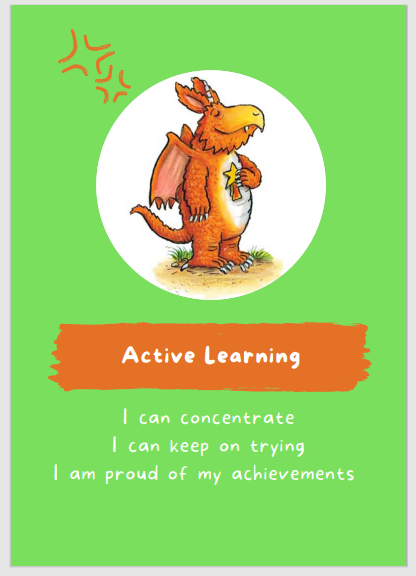 Active Learning
I can concentrate
I can keep on trying
I am proud of my achievements